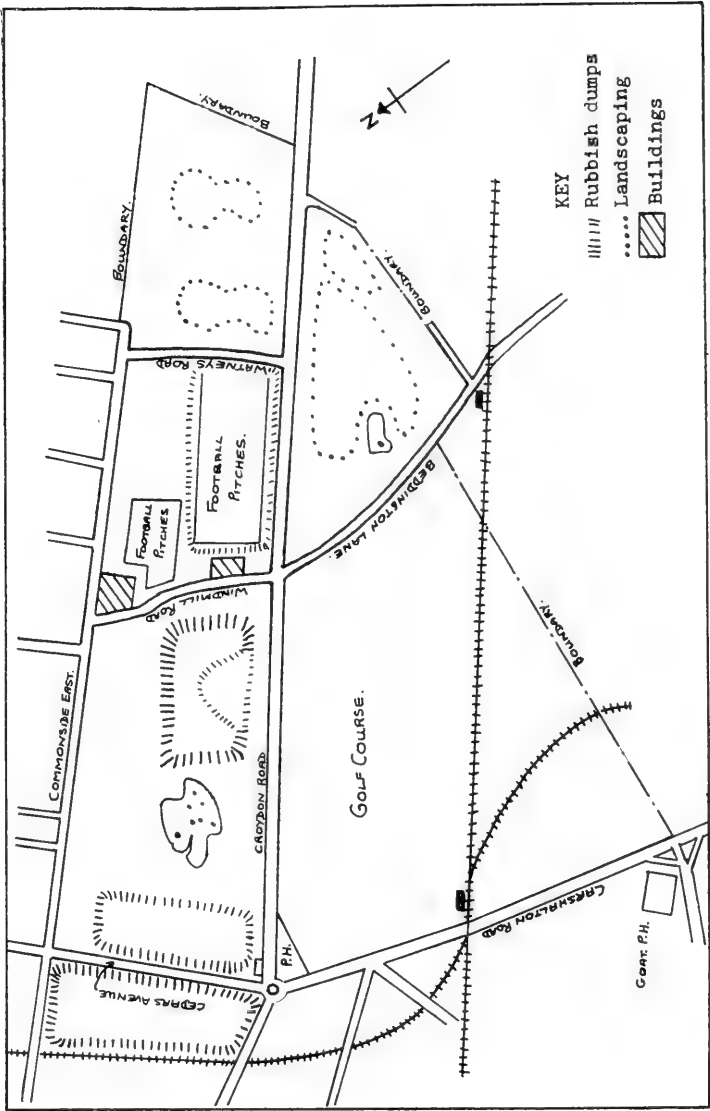 BOUNDARY.
BOUNDARY.
N
KEY
Rubbish dumps
Landscaping
Buildings
WATNEYS ROAD
FOOTBALL
PITCHES.
FOOTBALL
PITCHES
WINDMILL ROAD
BOUNDARY.
BEDDINGTON LANE.
COMMONSIDE EAST.
CROYDON ROAD
GOLF COURSE.
BOUNDARY.
CEDARS AVENUE
P.H.
CARSHALTON ROAD
GOAT. P.H.